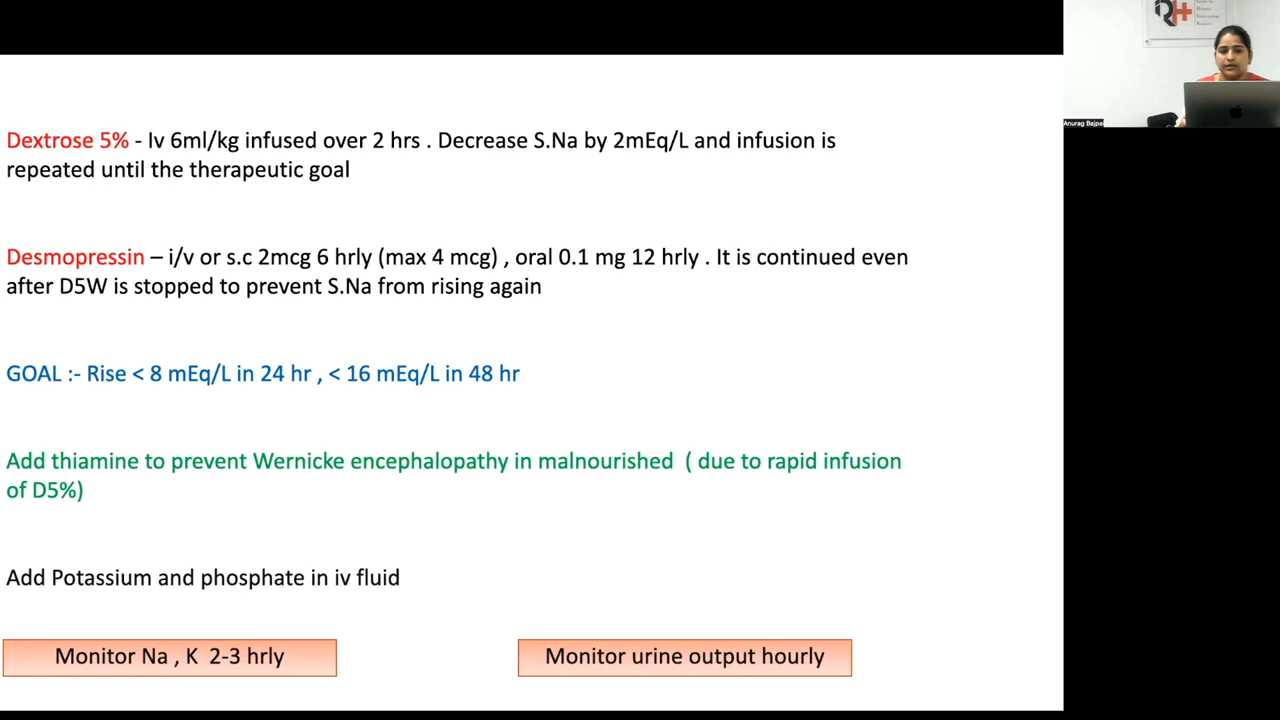 Dextrose 5% - Iv 6ml/kg infused over 2 hrs . Decrease S.Na by 2mEq/L and infusion is
repeated until the therapeutic goal
Desmopressin – i/v or s.c 2mcg 6 hrly (max 4 mcg) , oral 0.1 mg 12 hrly . It is continued even
after D5W is stopped to prevent S.Na from rising again
GOAL :- Rise < 8 mEq/L in 24 hr , < 16 mEq/L in 48 hr
Add thiamine to prevent Wernicke encephalopathy in malnourished ( due to rapid infusion
of D5%)
Add Potassium and phosphate in iv fluid
Monitor Na , K 2-3 hrly
Monitor urine output hourly
RH
Anurag Bajpai